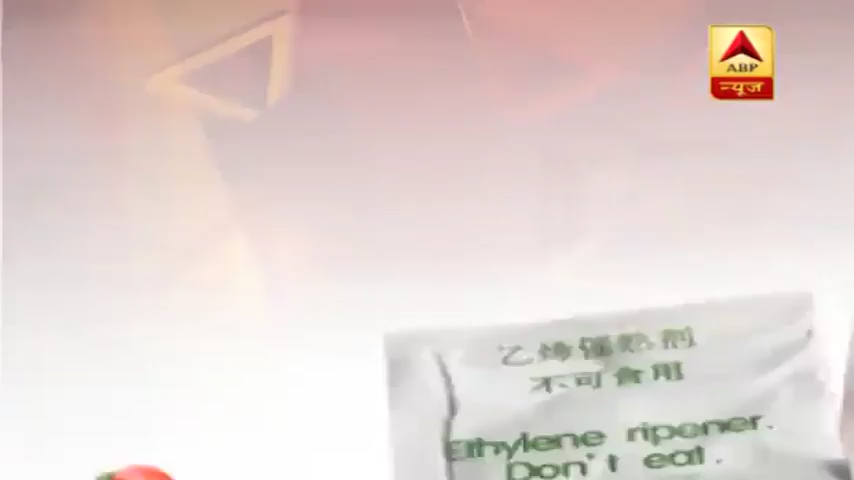 ABP
न्यूज़
乙烯催熟剂
不可食用
Ethylene ripener.
Don't eat.